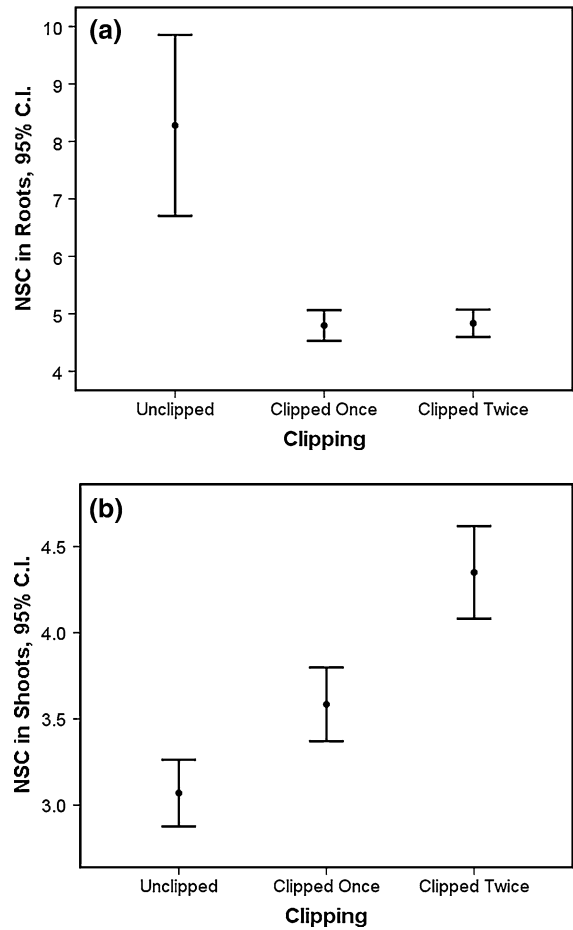 (a)
NSC in Roots, 95% C.I.
10
9
8
7
6
5
4
Unclipped Clipped Once Clipped Twice
Clipping
(b)
NSC in Shoots, 95% C.I.
4.5
4.0
3.5
3.0
Unclipped Clipped Once Clipped Twice
Clipping